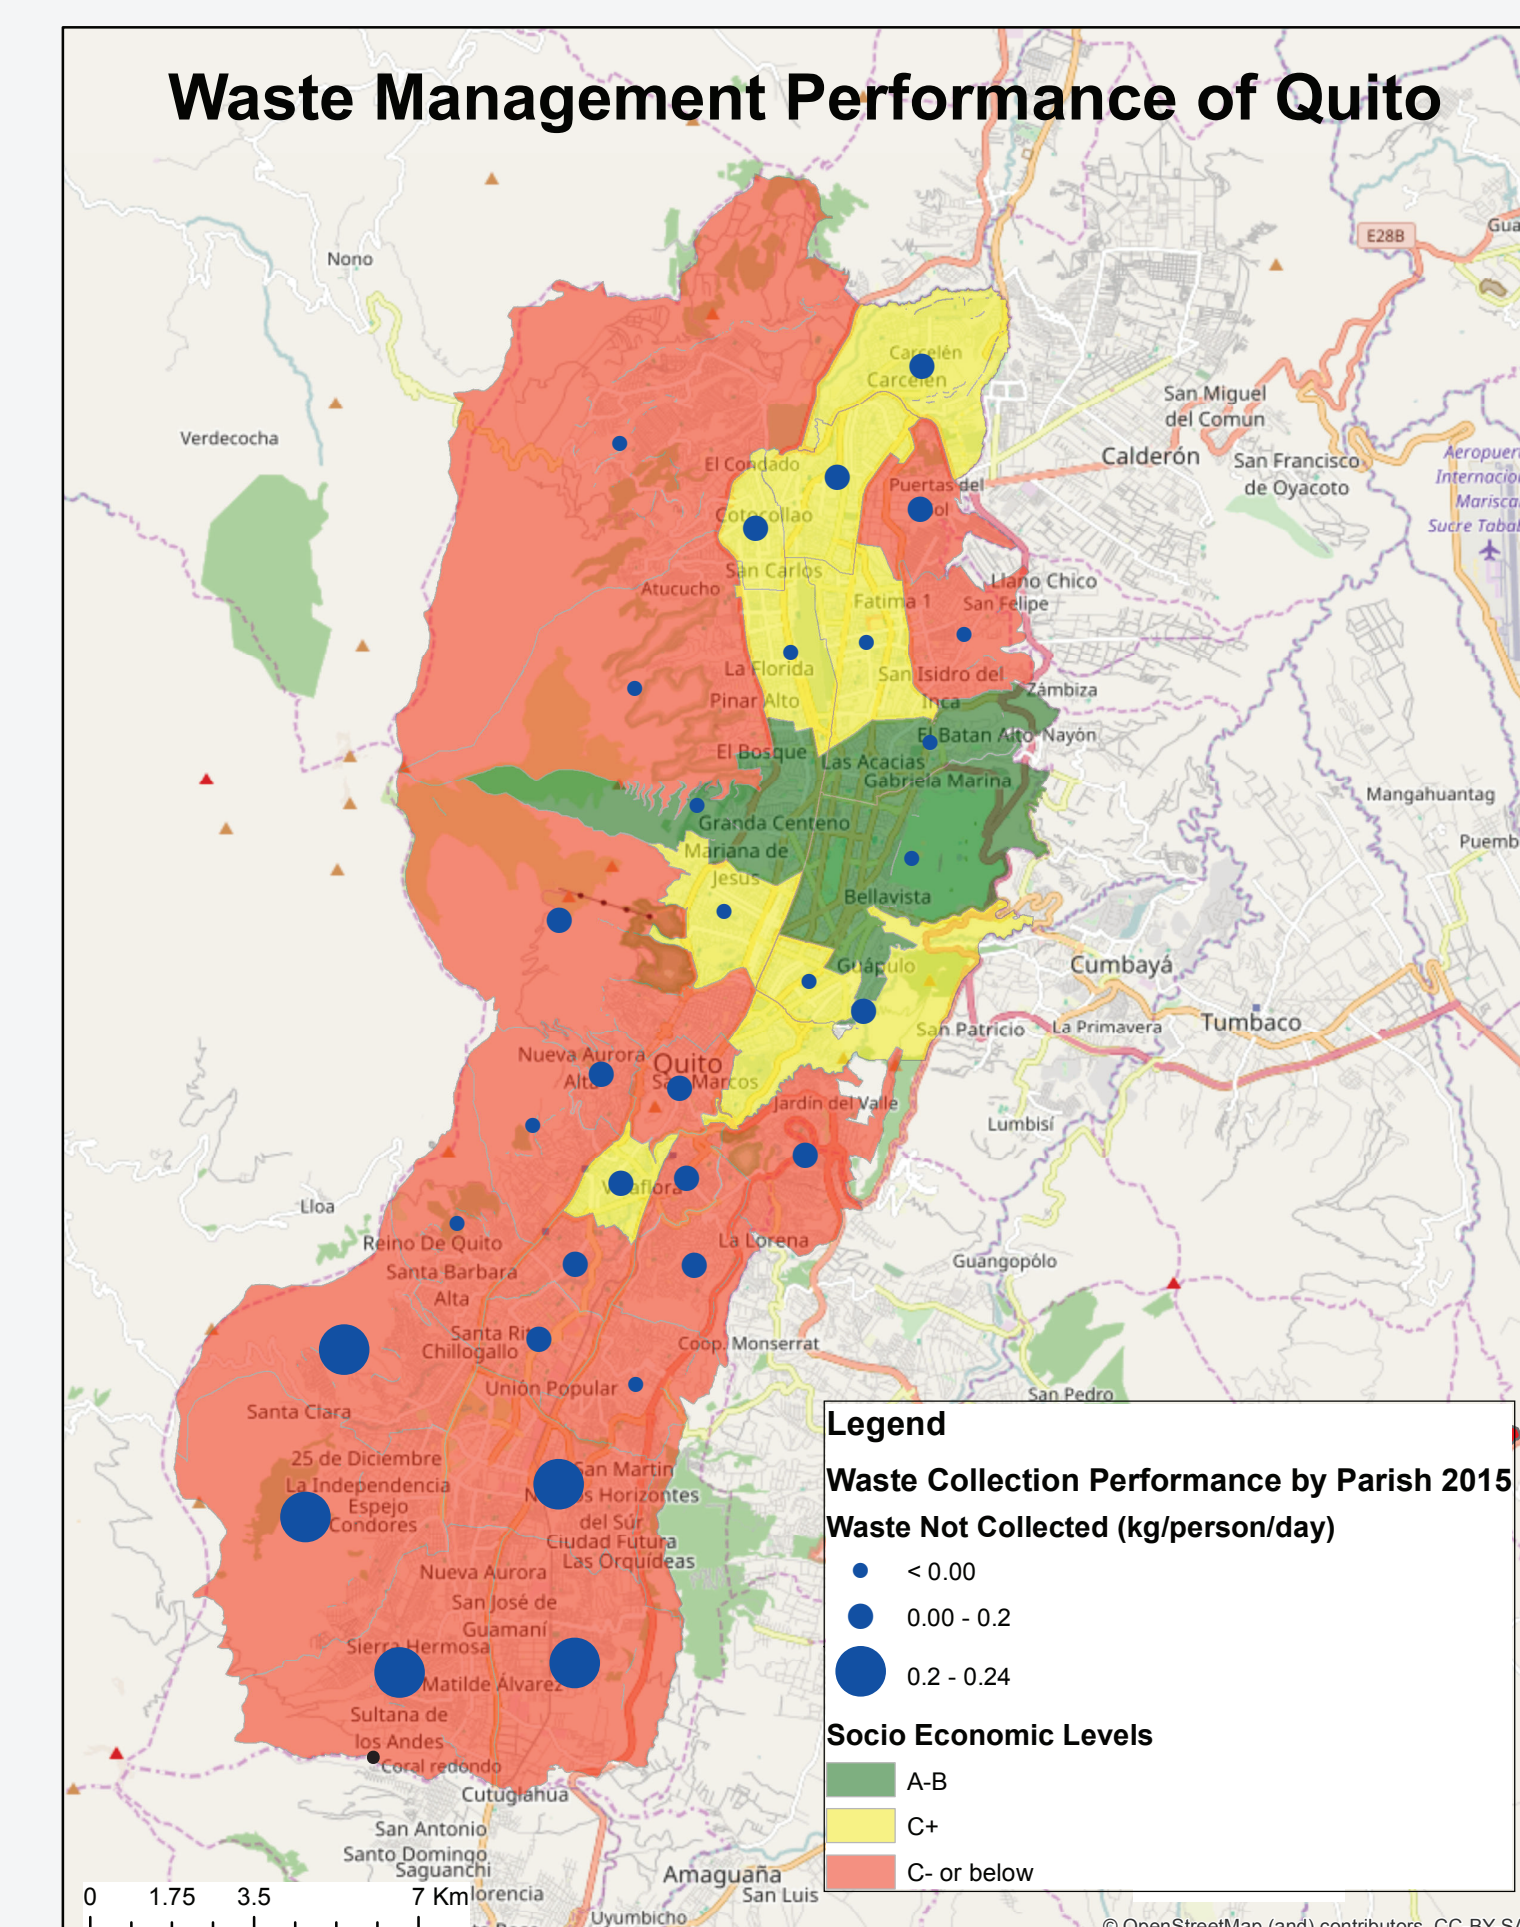 Waste Management Performance of Quito
E28B
Nono
Carcelén
Carcelén
San Miguel
del Comun
Verdecocha
Calderón
San Francisco
de Oyacoto
El Condado
Puertas del
Cotocollao
San Carlos
Atucucho
Fatima 1
Llano Chico
San Felipe
La Florida
San Isidro del
Inca
Pinar Alto
Zámbiza
El Bosque
Las Acacias
El Batan Alto
Nayón
Gabriela Marina
Mangahuantag
Granda Centeno
Mariana de
Jesus
Bellavista
Guápulo
Cumbayá
San Patricio
La Primavera
Tumbaco
Nueva Aurora
Alta
Quito
San Marcos
Jardín del Valle
Lumbisí
Villaflora
Lloa
Reino De Quito
La Lorena
Guangopólo
Santa Barbara
Alta
Santa Rita
Chillogallo
Coop. Monserrat
Unión Popular
San Pedro
Santa Clara
25 de Diciembre
La Independencia
Espejo
Condores
San Martin
Nuevos Horizontes
del Súr
Ciudad Futura
Las Orquídeas
Nueva Aurora
San José de
Guamaní
Sierra Hermosa
Matilde Álvarez
Sultana de
los Andes
Coral redondo
Cutuglahua
San Antonio
Santo Domingo
Saguanchi
Amaguaña
San Luis
Uyumbicho
Legend
Waste Collection Performance by Parish 2015
Waste Not Collected (kg/person/day)
< 0.00
0.00 - 0.2
0.2 - 0.24
Socio Economic Levels
A-B
C+
C- or below
0 1.75 3.5 7 Km
© OpenStreetMap (and) contributors, CC-BY-SA